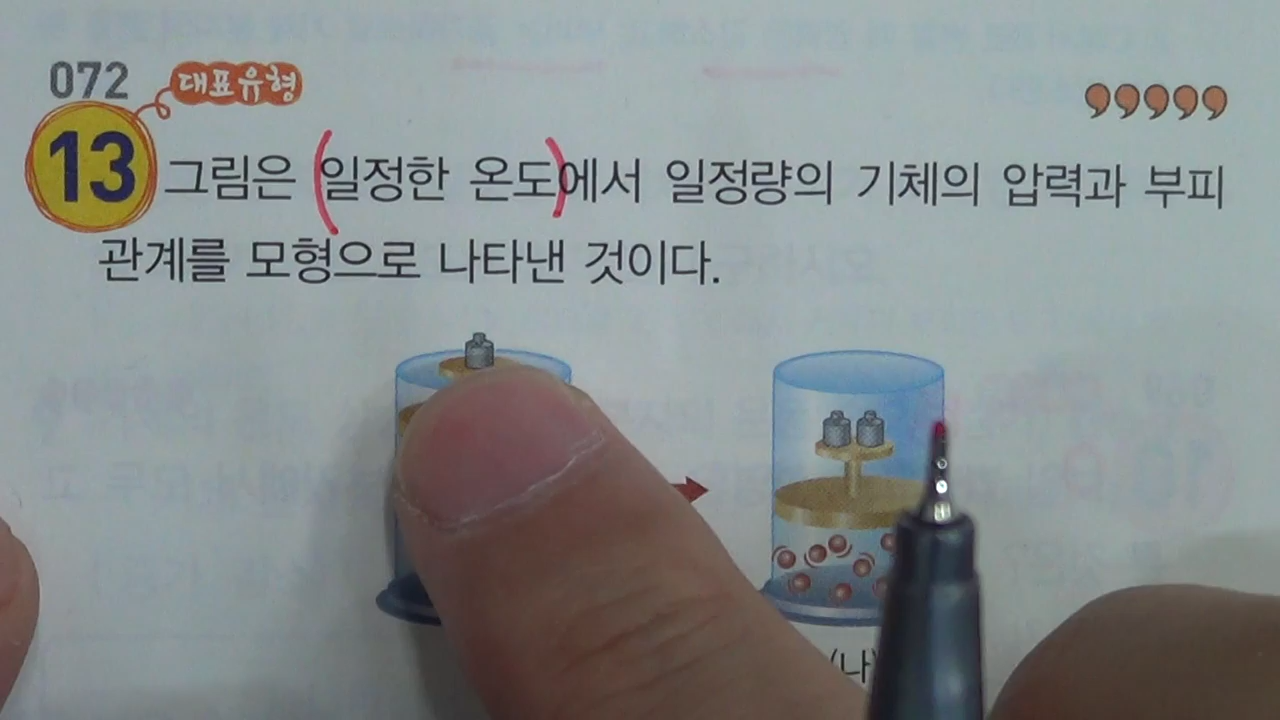 072 대표유형
13 그림은 일정한 온도에서 일정량의 기체의 압력과 부피
관계를 모형으로 나타낸 것이다.
(나)